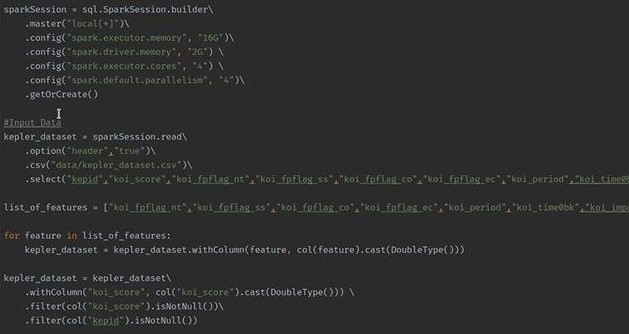 sparkSession = sql.SparkSession.builder\
.master("local[*]")\
.config("spark.executor.memory", "16G")\
.config("spark.driver.memory", "2G") \
.config("spark.executor.cores", "4") \
.config("spark.default.parallelism", "4")\
.getOrCreate()
#Input Data
kepler_dataset = sparkSession.read\
.option("header","true")\
.csv("data/kepler_dataset.csv")\
.select("kepid","koi_score","koi_fpflag_nt","koi_fpflag_ss","koi_fpflag_co","koi_fpflag_ec","koi_period","koi_time0b
list_of_features = ["koi_fpflag_nt","koi_fpflag_ss","koi_fpflag_co","koi_fpflag_ec","koi_period","koi_time0bk","koi_impa
for feature in list_of_features:
kepler_dataset = kepler_dataset.withColumn(feature, col(feature).cast(DoubleType()))
kepler_dataset = kepler_dataset\
.withColumn("koi_score", col("koi_score").cast(DoubleType())) \
.filter(col("koi_score").isNotNull())\
.filter(col("kepid").isNotNull())